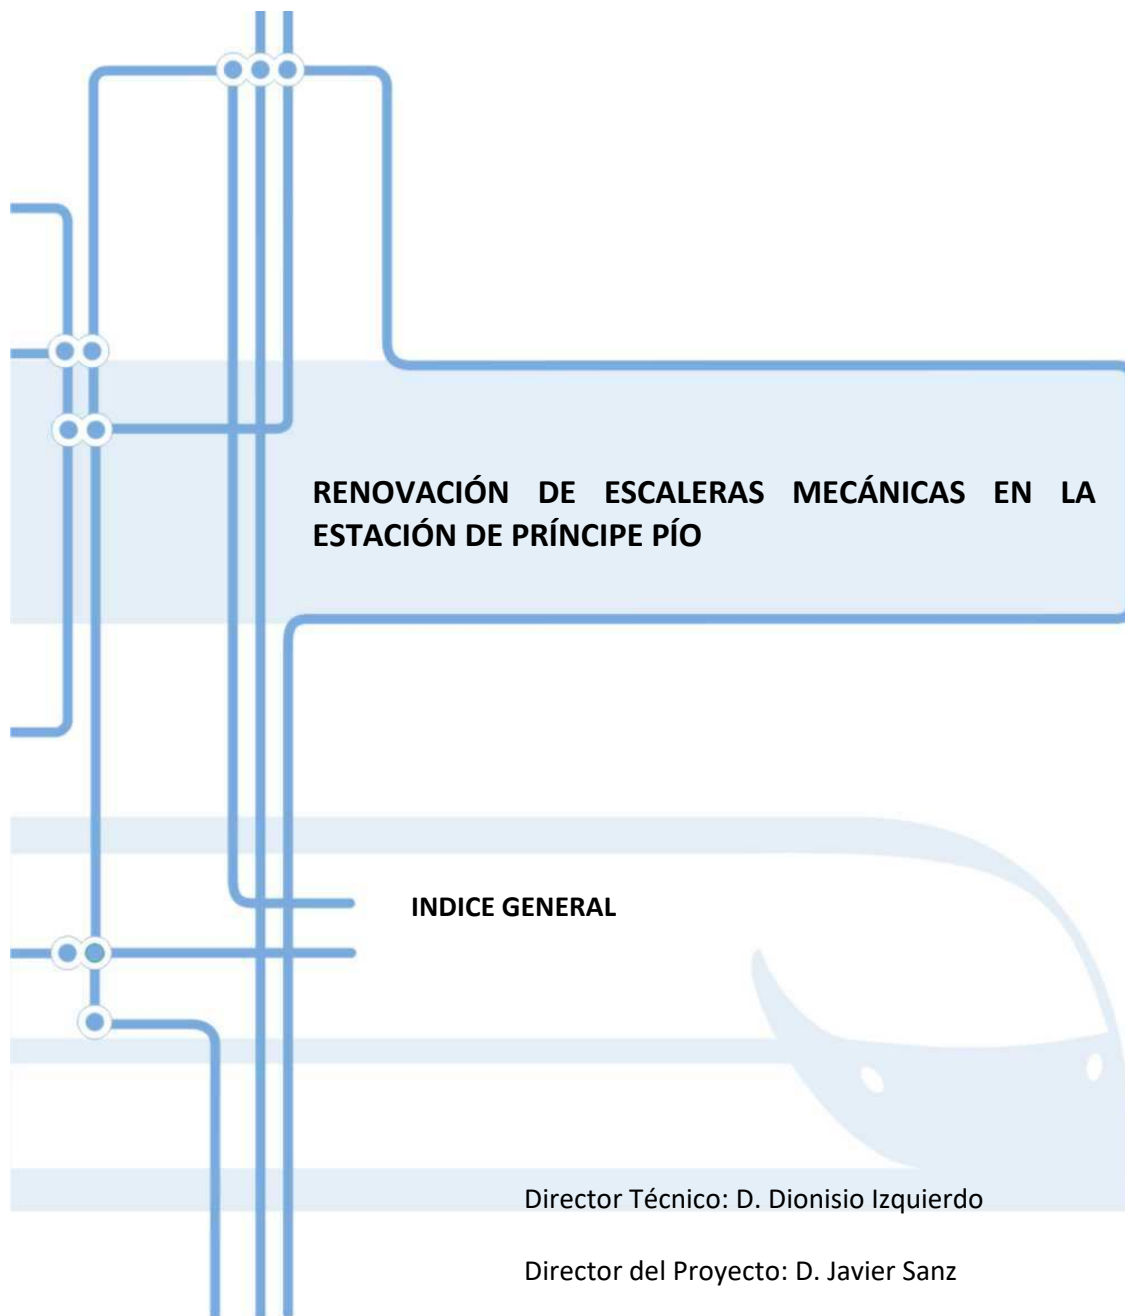 RENOVACIÓN DE ESCALERAS MECÁNICAS EN LA
ESTACIÓN DE PRÍNCIPE PÍO
INDICE GENERAL
Director Técnico: D. Dionisio Izquierdo
Director del Proyecto: D. Javier Sanz